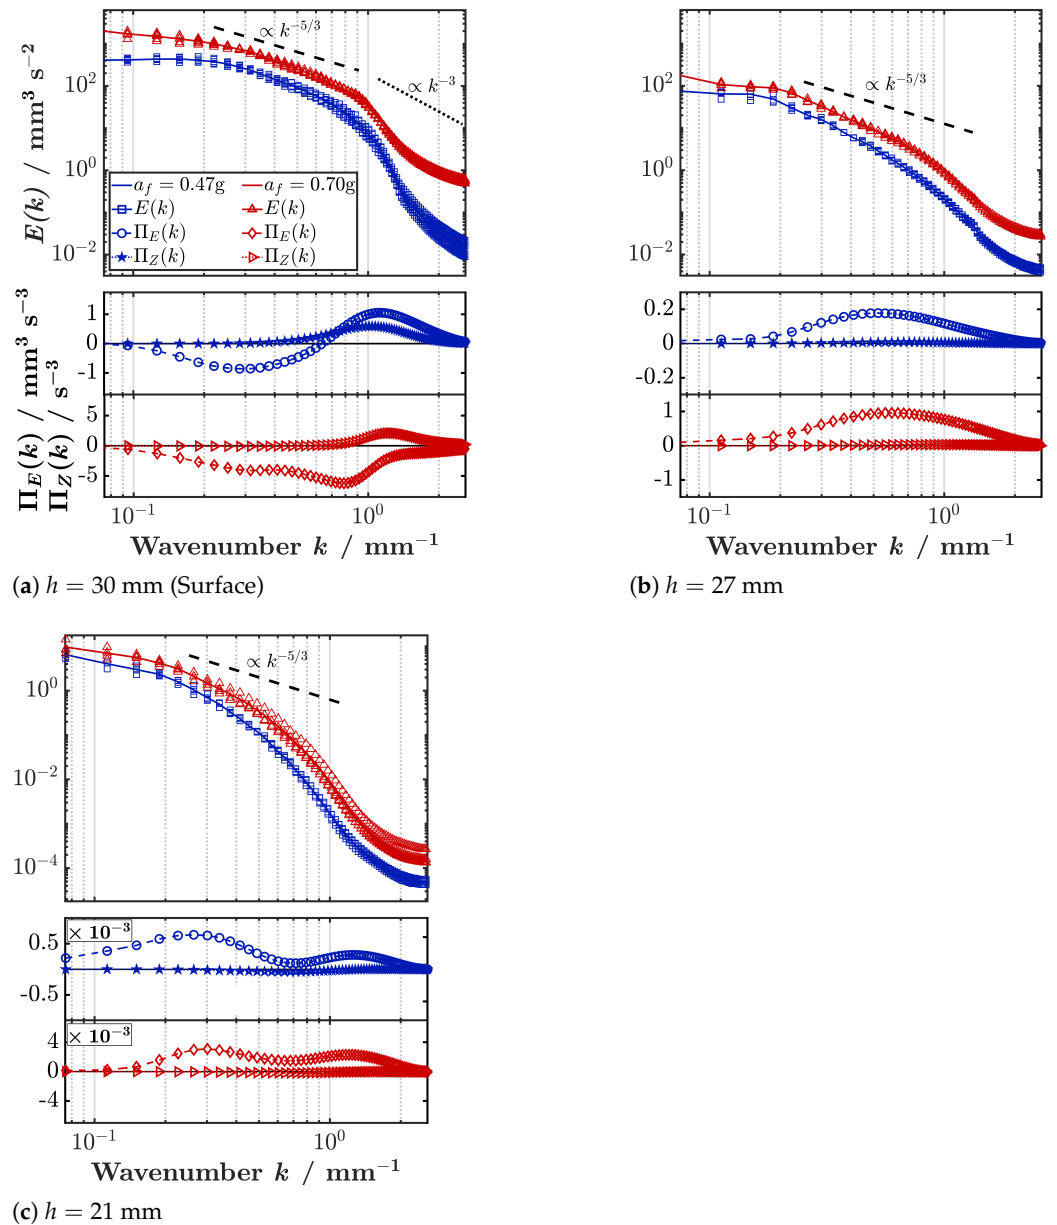 E(k) / mm³ s⁻²
10²
10⁰
10⁻²
∝ k⁻⁵/³
∝ k⁻³
a_f = 0.47g a_f = 0.70g
E(k) E(k)
Π_E(k) Π_E(k)
Π_Z(k) Π_Z(k)
Π_E(k) / mm³ s⁻³
Π_Z(k) / s⁻³
1
0
-1
5
0
-5
10⁻¹ 10⁰
Wavenumber k / mm⁻¹
(a) h = 30 mm (Surface)
10²
10⁰
10⁻²
∝ k⁻⁵/³
0.2
0
-0.2
1
0
-1
10⁻¹ 10⁰
Wavenumber k / mm⁻¹
(b) h = 27 mm
10⁰
10⁻²
10⁻⁴
∝ k⁻⁵/³
× 10⁻³
0.5
0
-0.5
× 10⁻³
4
0
-4
10⁻¹ 10⁰
Wavenumber k / mm⁻¹
(c) h = 21 mm